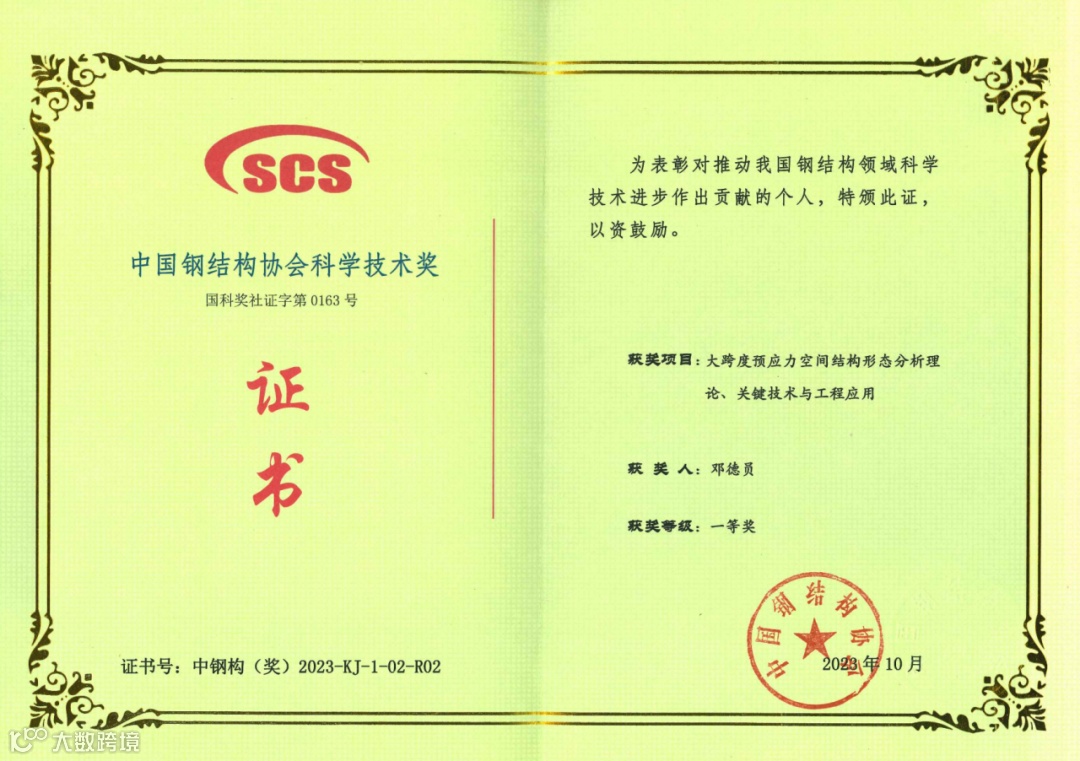 SCS
中国钢结构协会科学技术奖
国科奖社证字第0163号
证
书
证书号：中钢构（奖）2023-KJ-1-02-R02
为表彰对推动我国钢结构领域科学
技术进步作出贡献的个人，特颁此证，
以资鼓励。
获奖项目：大跨度预应力空间结构形态分析理
论、关键技术与工程应用
获 奖 人：邓德员
获奖等级：一等奖
中国钢结构协会
2023年10月
大数跨境